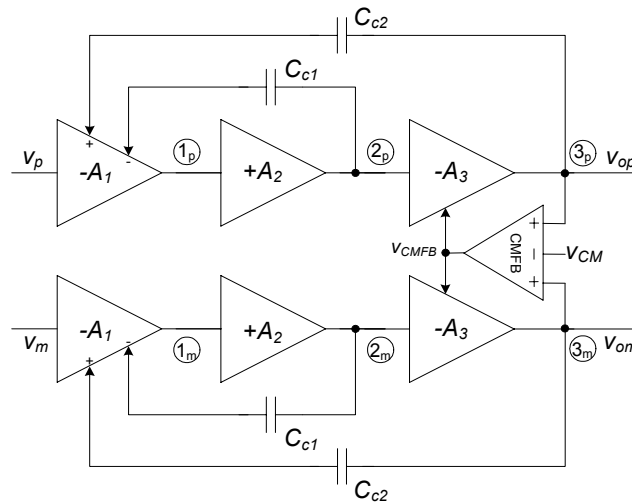 C_c2
C_c1
v_p
+
-
-A_1
1_p
+A_2
2_p
-A_3
3_p
v_op
v_CMFB
CMFB
+
−
+
v_CM
v_m
-A_1
+
-
1_m
+A_2
2_m
-A_3
3_m
v_om
C_c1
C_c2